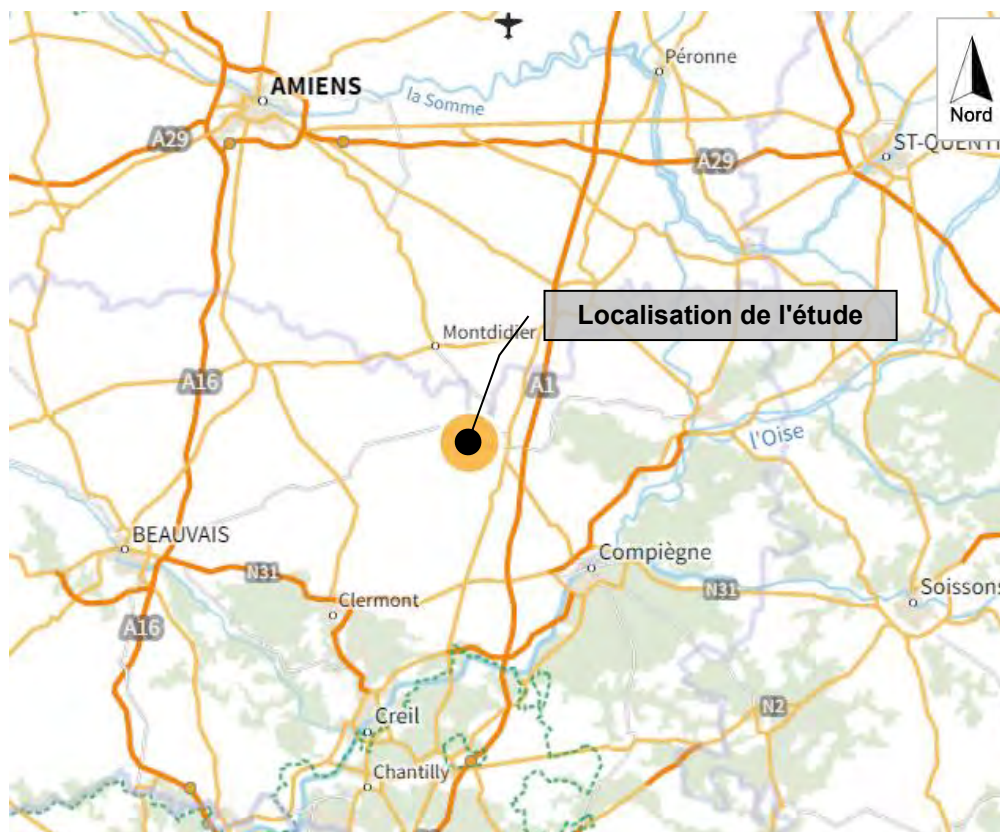 Péronne
AMIENS
la Somme
Nord
A29
A29
ST-QUENTI
Localisation de l'étude
Montdidier
A16
A1
l'Oise
BEAUVAIS
Compiègne
N31
N31
Clermont
Soissons
A16
N2
Creil
Chantilly